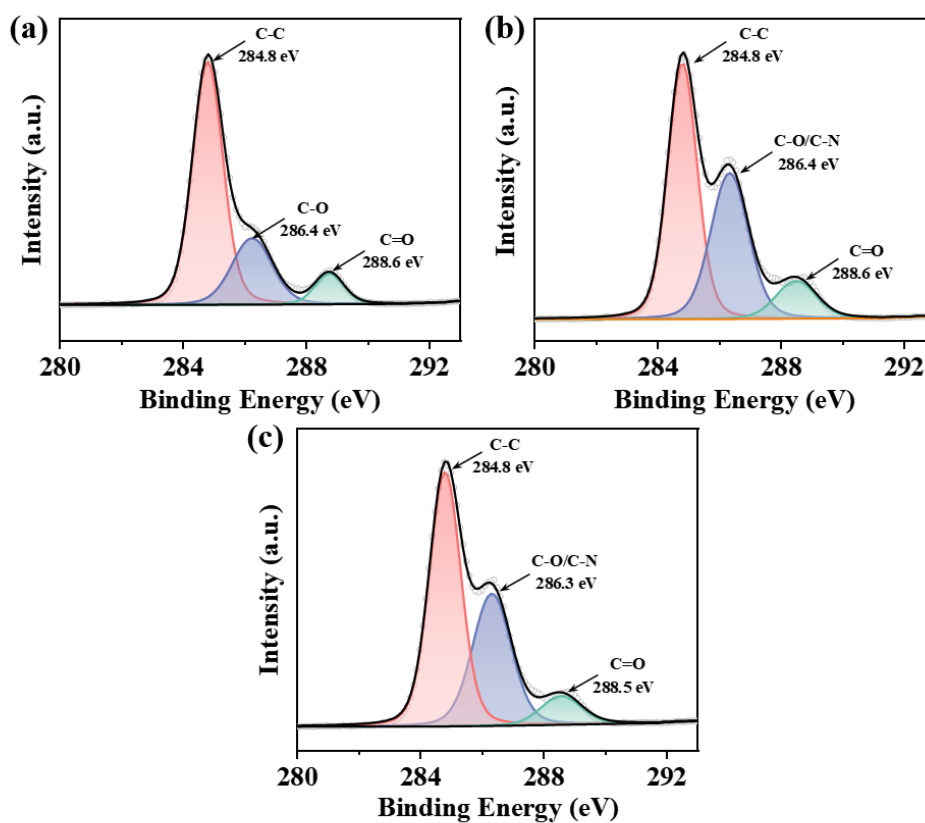 (a)
C-C
284.8 eV
C-O
286.4 eV
C=O
288.6 eV
Intensity (a.u.)
280
284
288
292
Binding Energy (eV)
(b)
C-C
284.8 eV
C-O/C-N
286.4 eV
C=O
288.6 eV
Intensity (a.u.)
280
284
288
292
Binding Energy (eV)
(c)
C-C
284.8 eV
C-O/C-N
286.3 eV
C=O
288.5 eV
Intensity (a.u.)
280
284
288
292
Binding Energy (eV)